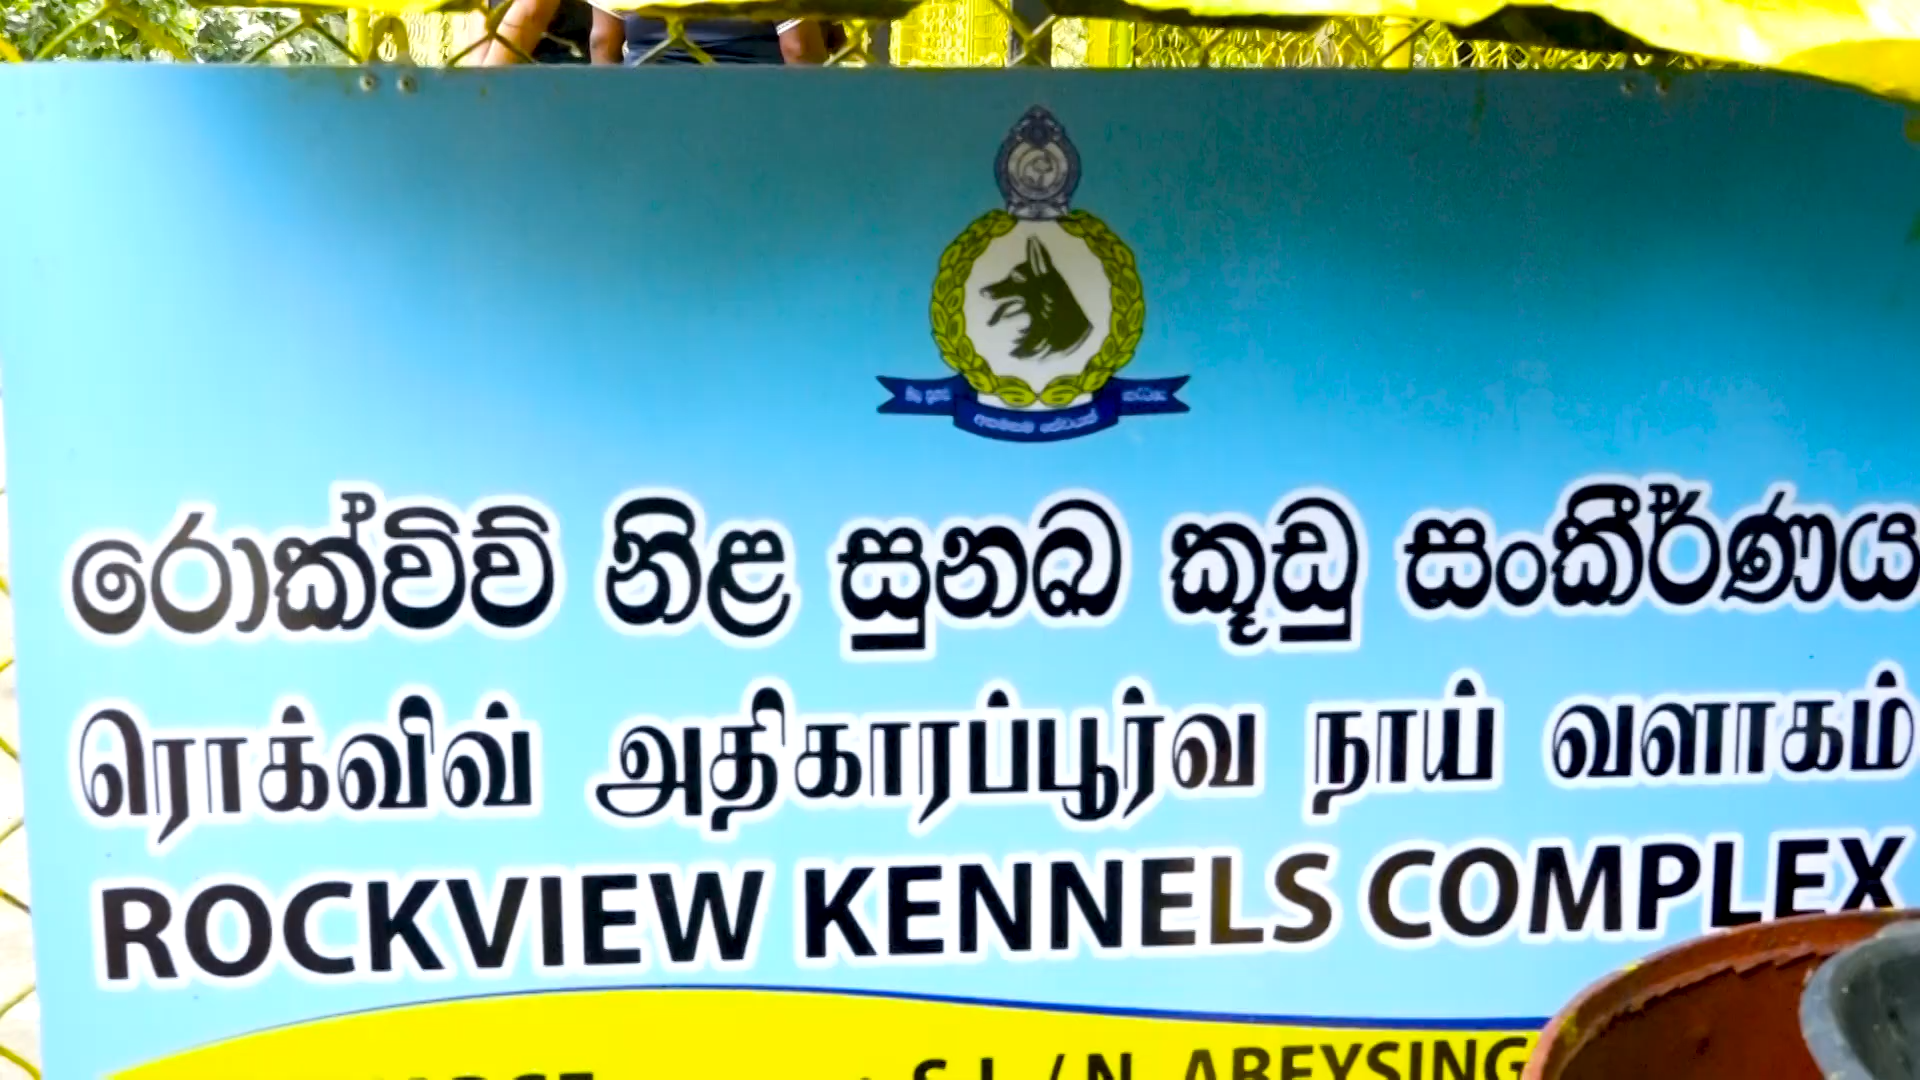 රොක්විව් නිළ සුනඛ කූඩු සංකීර්ණය
ரொக்விவ் அதிகாரப்பூர்வ நாய் வளாகம்
ROCKVIEW KENNELS COMPLEX
: S.I. / N. ABEYSING